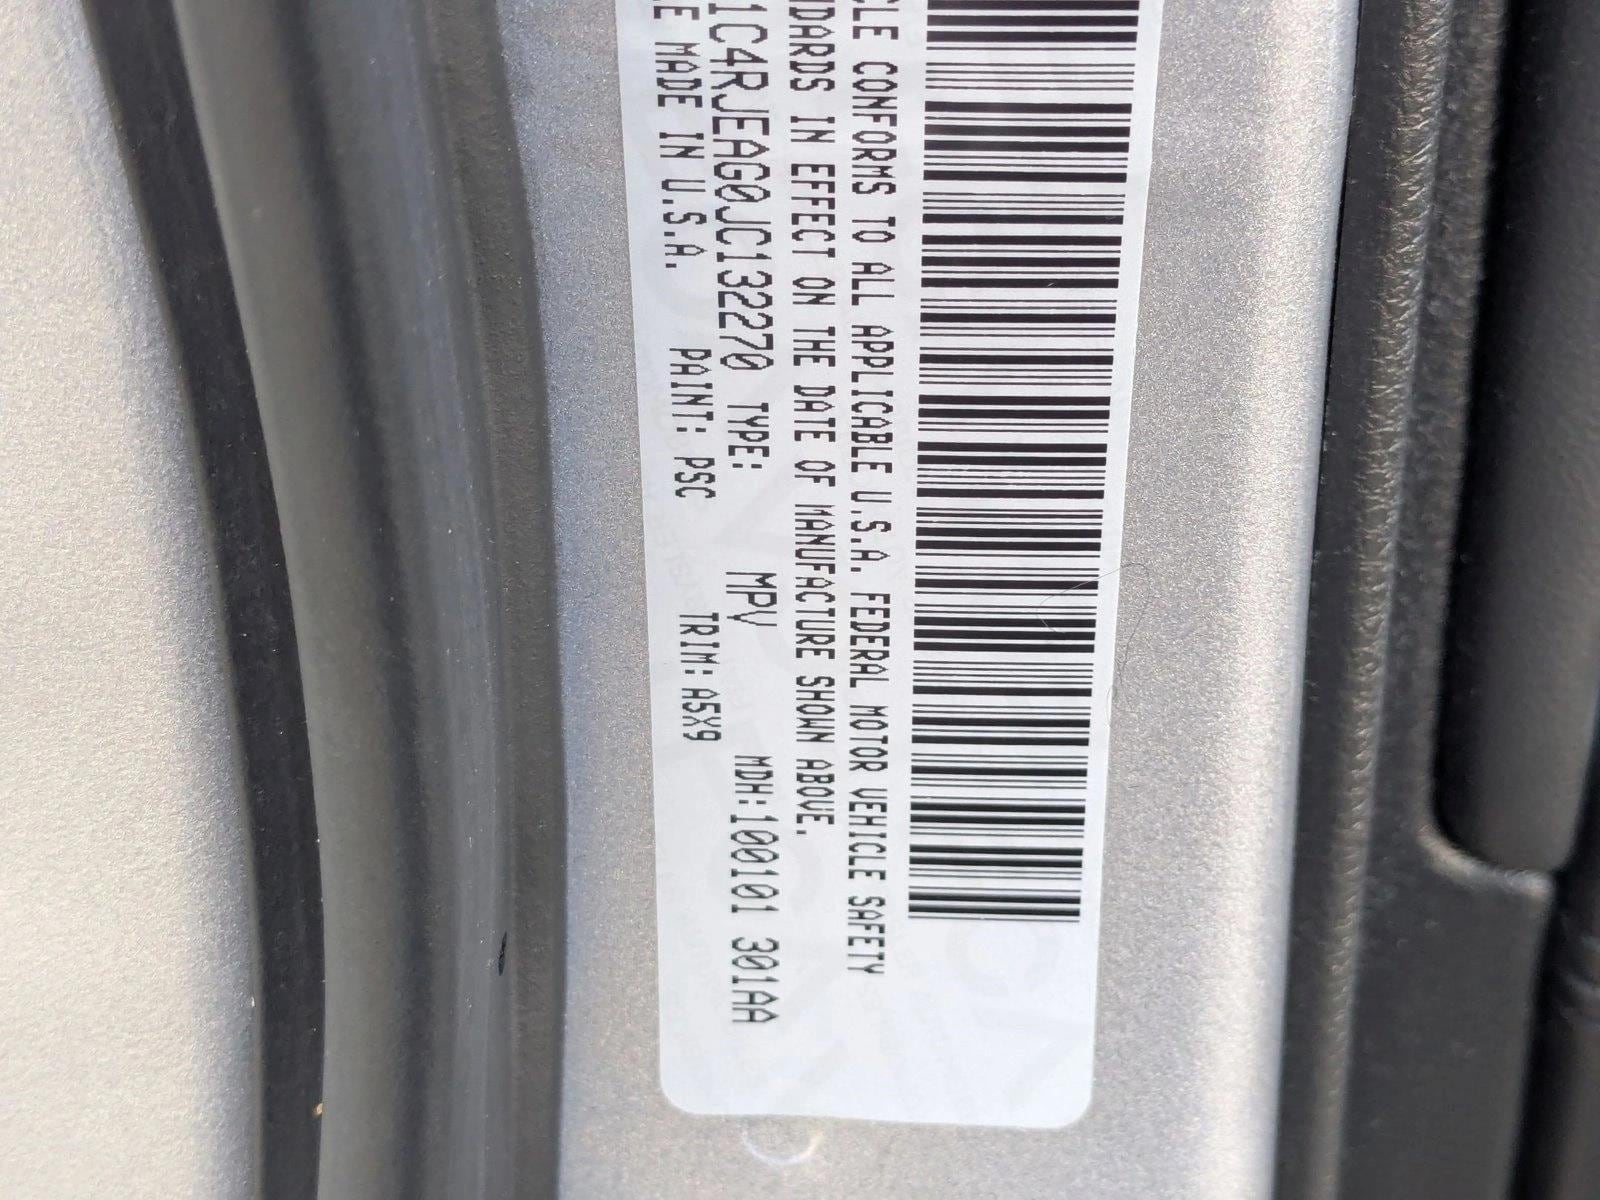 CLE CONFORMS TO ALL APPLICABLE U.S.A. FEDERAL MOTOR VEHICLE SAFETY
NDARDS IN EFFECT ON THE DATE OF MANUFACTURE SHOWN ABOVE.
1C4RJEAG0JC132270 TYPE: MPV MDH:100101 301AA
LE MADE IN U.S.A. PAINT: PSC TRIM: A5X9